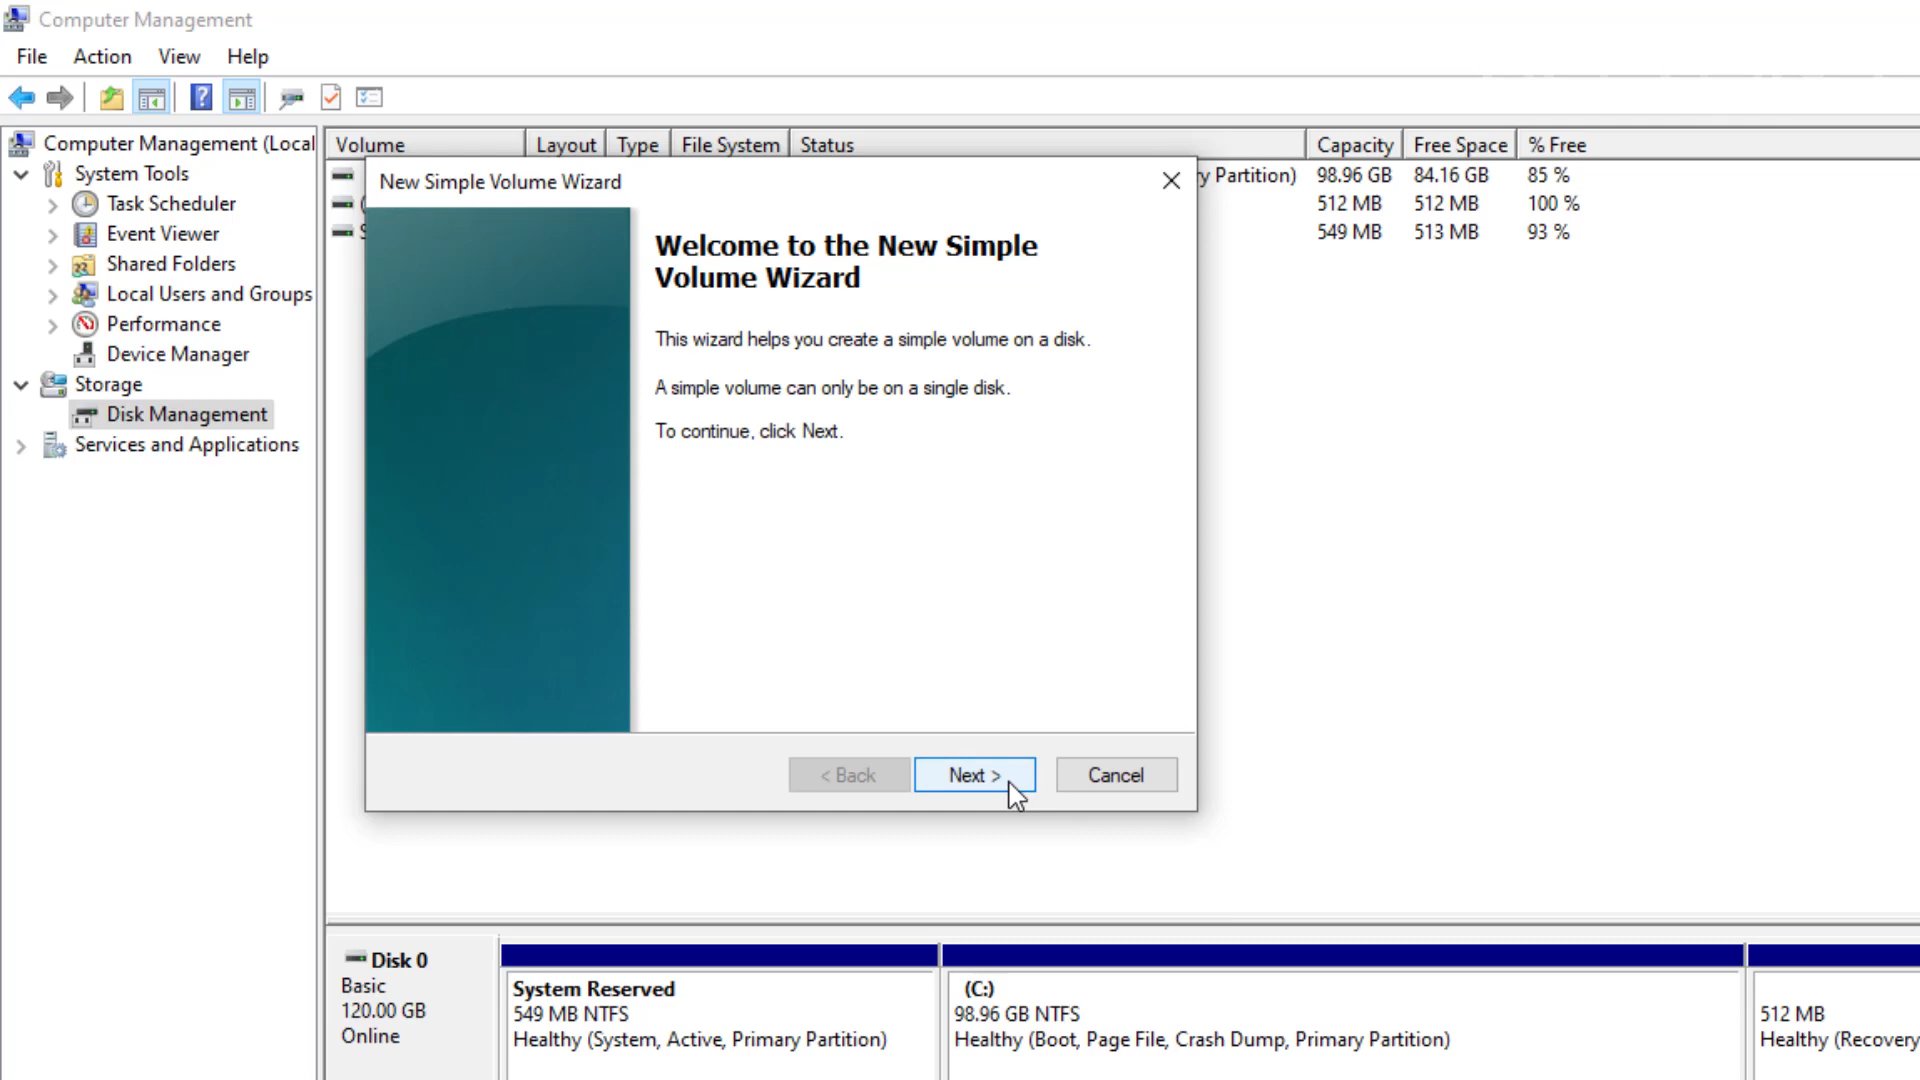 Computer Management
File Action View Help
Computer Management (Local
System Tools
Task Scheduler
Event Viewer
Shared Folders
Local Users and Groups
Performance
Device Manager
Storage
Disk Management
Services and Applications
Volume Layout Type File System Status Capacity Free Space % Free
Partition) 98.96 GB 84.16 GB 85 %
512 MB 512 MB 100 %
549 MB 513 MB 93 %
New Simple Volume Wizard
Welcome to the New Simple
Volume Wizard
This wizard helps you create a simple volume on a disk.
A simple volume can only be on a single disk.
To continue, click Next.
< Back Next > Cancel
Disk 0
Basic
120.00 GB
Online
System Reserved
549 MB NTFS
Healthy (System, Active, Primary Partition)
(C:)
98.96 GB NTFS
Healthy (Boot, Page File, Crash Dump, Primary Partition)
512 MB
Healthy (Recovery